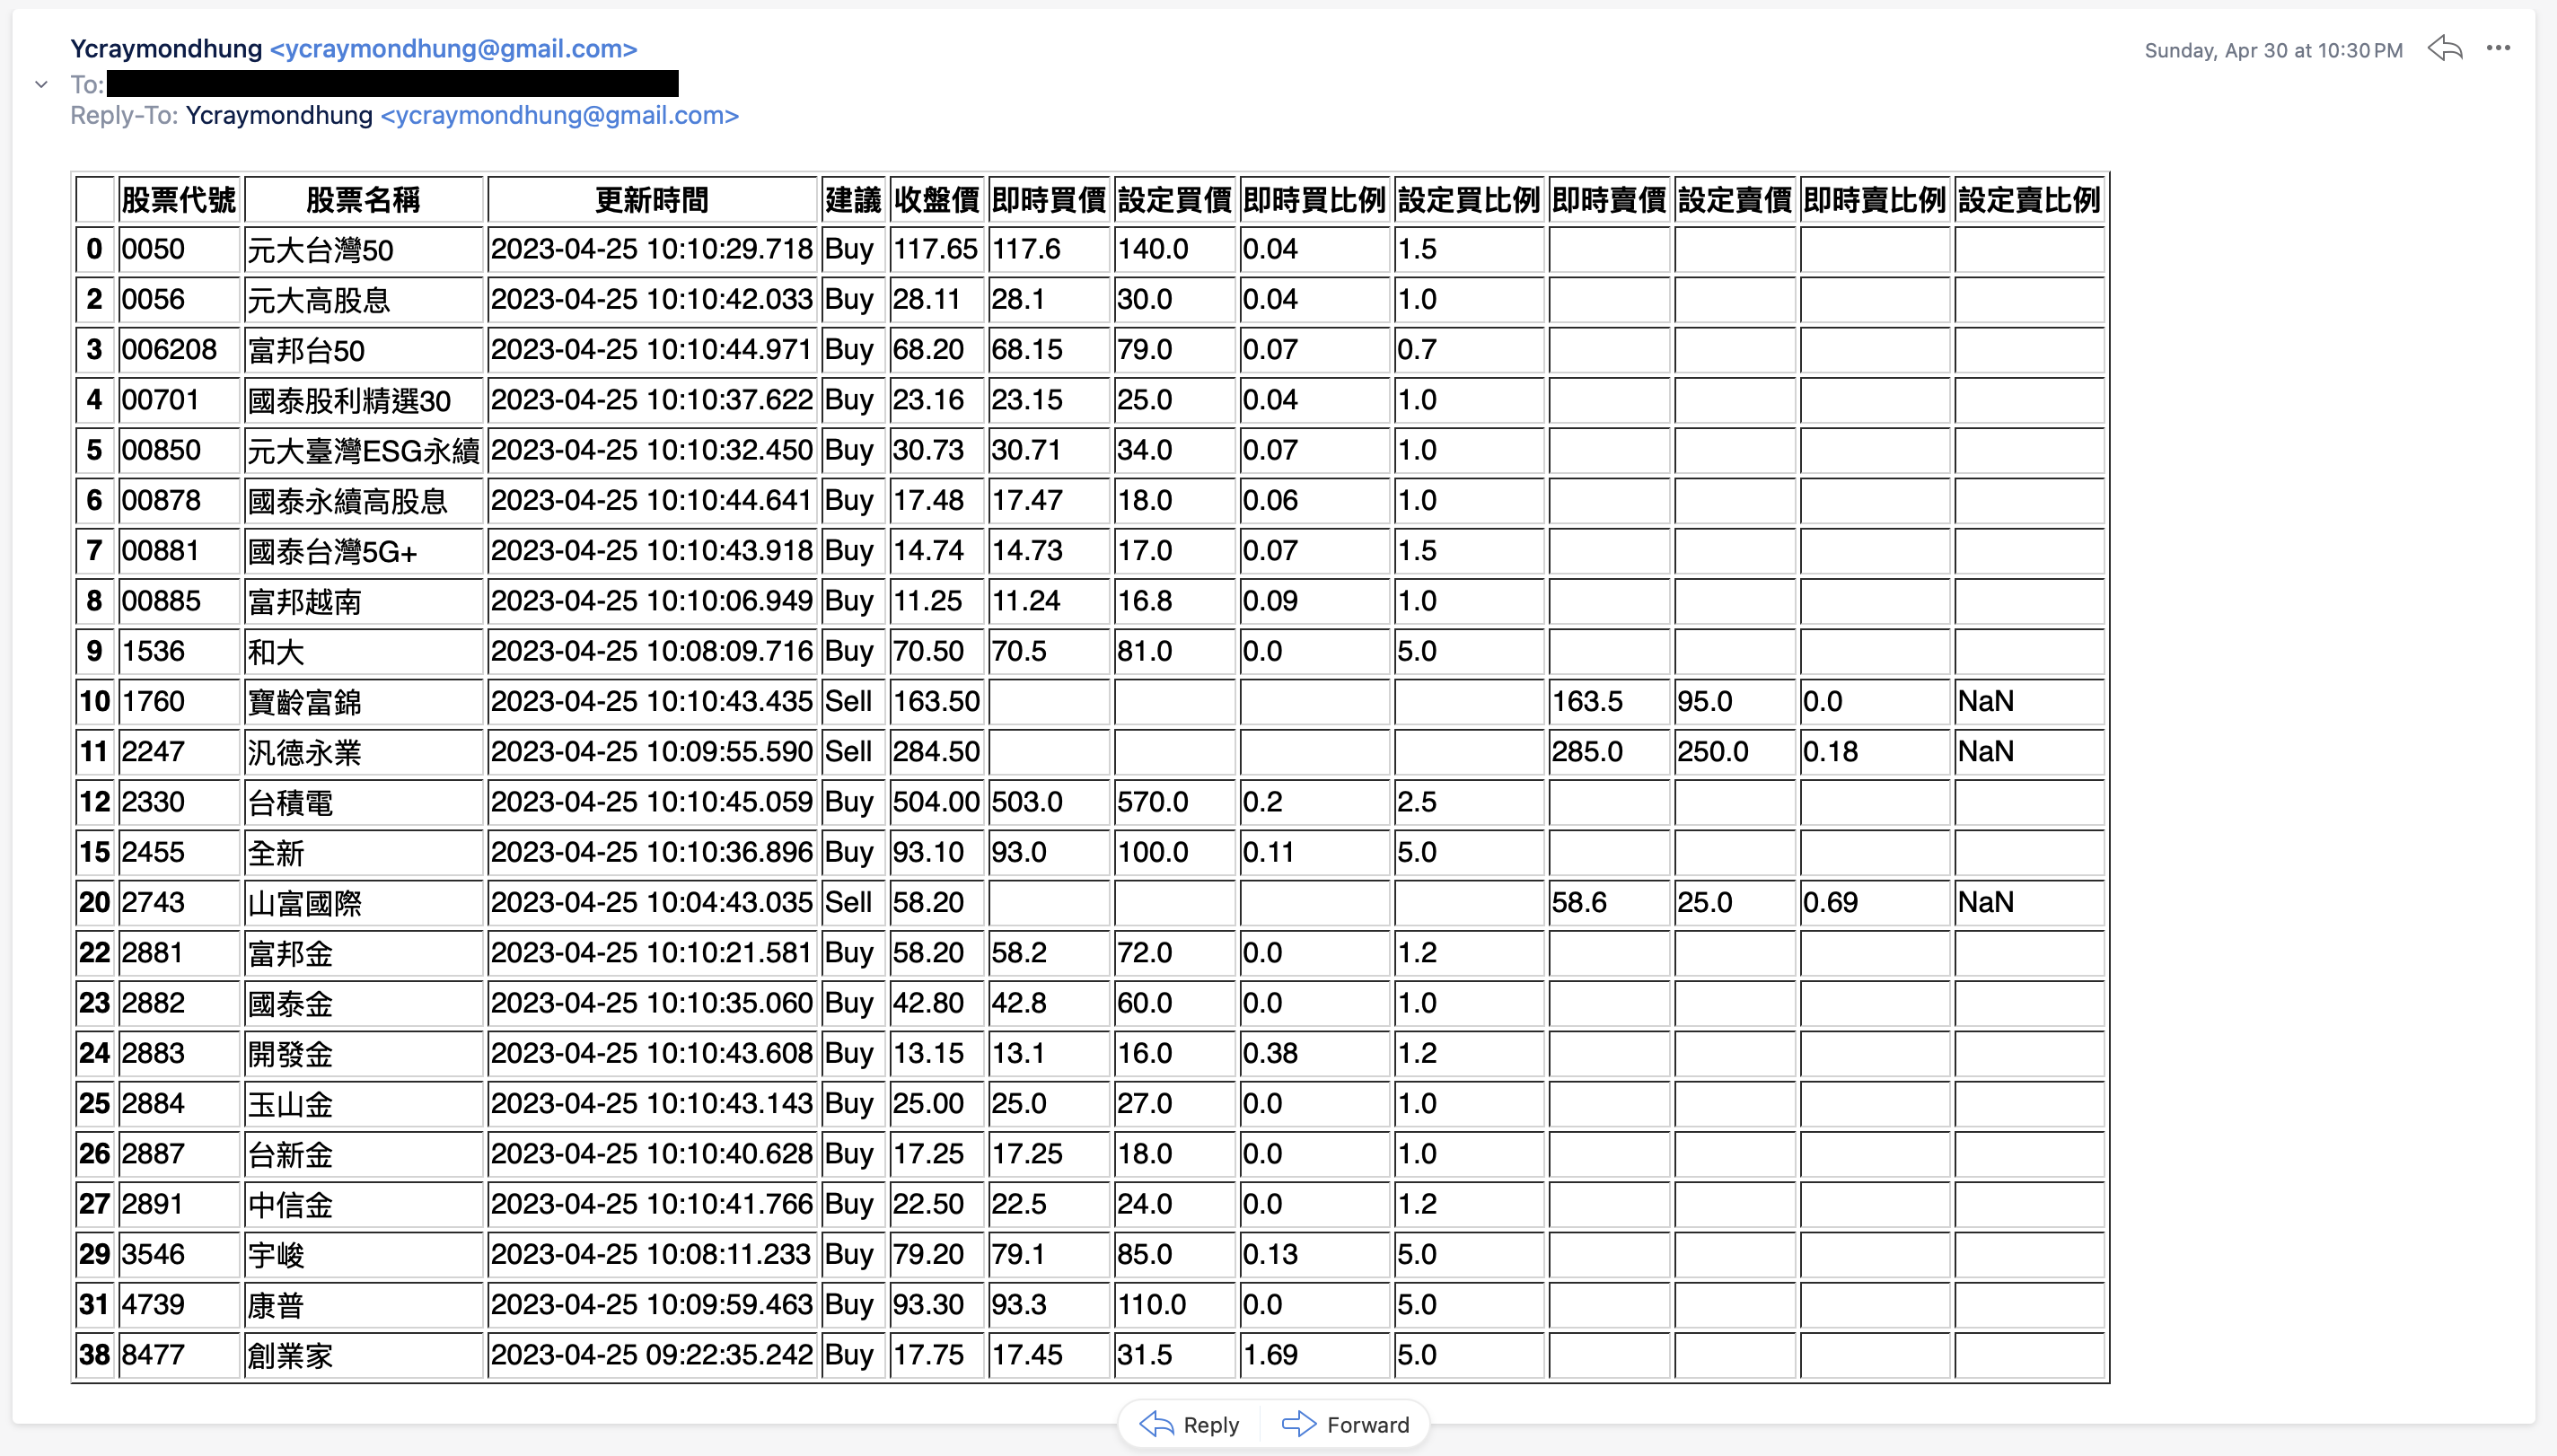 Ycraymondhung <ycraymondhung@gmail.com> Sunday, Apr 30 at 10:30 PM
To:
Reply-To: Ycraymondhung <ycraymondhung@gmail.com>
股票代號 股票名稱 更新時間 建議 收盤價 即時買價 設定買價 即時買比例 設定買比例 即時賣價 設定賣價 即時賣比例 設定賣比例
0 0050 元大台灣50 2023-04-25 10:10:29.718 Buy 117.65 117.6 140.0 0.04 1.5
2 0056 元大高股息 2023-04-25 10:10:42.033 Buy 28.11 28.1 30.0 0.04 1.0
3 006208 富邦台50 2023-04-25 10:10:44.971 Buy 68.20 68.15 79.0 0.07 0.7
4 00701 國泰股利精選30 2023-04-25 10:10:37.622 Buy 23.16 23.15 25.0 0.04 1.0
5 00850 元大臺灣ESG永續 2023-04-25 10:10:32.450 Buy 30.73 30.71 34.0 0.07 1.0
6 00878 國泰永續高股息 2023-04-25 10:10:44.641 Buy 17.48 17.47 18.0 0.06 1.0
7 00881 國泰台灣5G+ 2023-04-25 10:10:43.918 Buy 14.74 14.73 17.0 0.07 1.5
8 00885 富邦越南 2023-04-25 10:10:06.949 Buy 11.25 11.24 16.8 0.09 1.0
9 1536 和大 2023-04-25 10:08:09.716 Buy 70.50 70.5 81.0 0.0 5.0
10 1760 寶齡富錦 2023-04-25 10:10:43.435 Sell 163.50 163.5 95.0 0.0 NaN
11 2247 汎德永業 2023-04-25 10:09:55.590 Sell 284.50 285.0 250.0 0.18 NaN
12 2330 台積電 2023-04-25 10:10:45.059 Buy 504.00 503.0 570.0 0.2 2.5
15 2455 全新 2023-04-25 10:10:36.896 Buy 93.10 93.0 100.0 0.11 5.0
20 2743 山富國際 2023-04-25 10:04:43.035 Sell 58.20 58.6 25.0 0.69 NaN
22 2881 富邦金 2023-04-25 10:10:21.581 Buy 58.20 58.2 72.0 0.0 1.2
23 2882 國泰金 2023-04-25 10:10:35.060 Buy 42.80 42.8 60.0 0.0 1.0
24 2883 開發金 2023-04-25 10:10:43.608 Buy 13.15 13.1 16.0 0.38 1.2
25 2884 玉山金 2023-04-25 10:10:43.143 Buy 25.00 25.0 27.0 0.0 1.0
26 2887 台新金 2023-04-25 10:10:40.628 Buy 17.25 17.25 18.0 0.0 1.0
27 2891 中信金 2023-04-25 10:10:41.766 Buy 22.50 22.5 24.0 0.0 1.2
29 3546 宇峻 2023-04-25 10:08:11.233 Buy 79.20 79.1 85.0 0.13 5.0
31 4739 康普 2023-04-25 10:09:59.463 Buy 93.30 93.3 110.0 0.0 5.0
38 8477 創業家 2023-04-25 09:22:35.242 Buy 17.75 17.45 31.5 1.69 5.0
Reply Forward